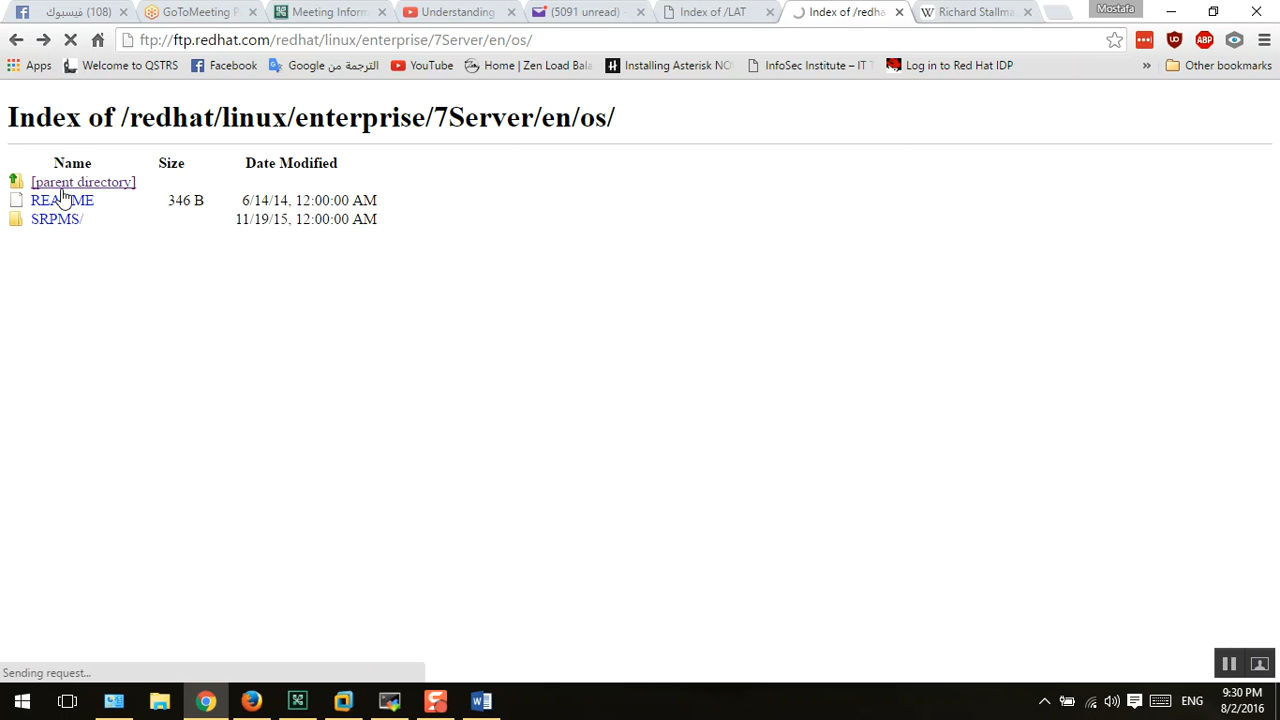 (108) فيسبوك
GoToMeeting P
Meeting Inform
Understanding
(5091 unread) -
Index of /LAT
Index of /redha
Richard Stallma
Mostafa
ftp://ftp.redhat.com/redhat/linux/enterprise/7Server/en/os/
Apps
Welcome to QSTRS
Facebook
الترجمة من Google
YouTube
Home | Zen Load Bala
Installing Asterisk NO
InfoSec Institute – IT T
Log in to Red Hat IDP
»
Other bookmarks
Index of /redhat/linux/enterprise/7Server/en/os/
Name Size Date Modified
[parent directory]
README 346 B 6/14/14, 12:00:00 AM
SRPMS/ 11/19/15, 12:00:00 AM
Sending request...
ENG
9:30 PM
8/2/2016